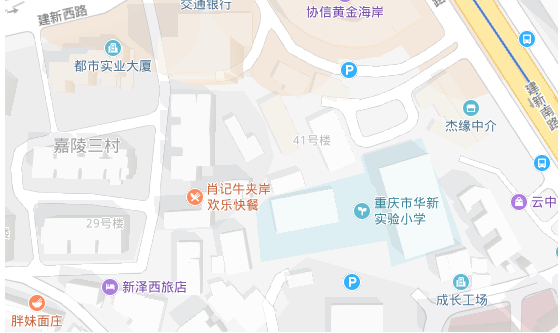 建新西路
交通银行
协信黄金海岸
路
都市实业大厦
建新南路
杰缘中介
41号楼
嘉陵三村
肖记牛夹岸
欢乐快餐
重庆市华新
实验小学
云中
29号楼
新泽西旅店
成长工场
胖妹面庄
P
P